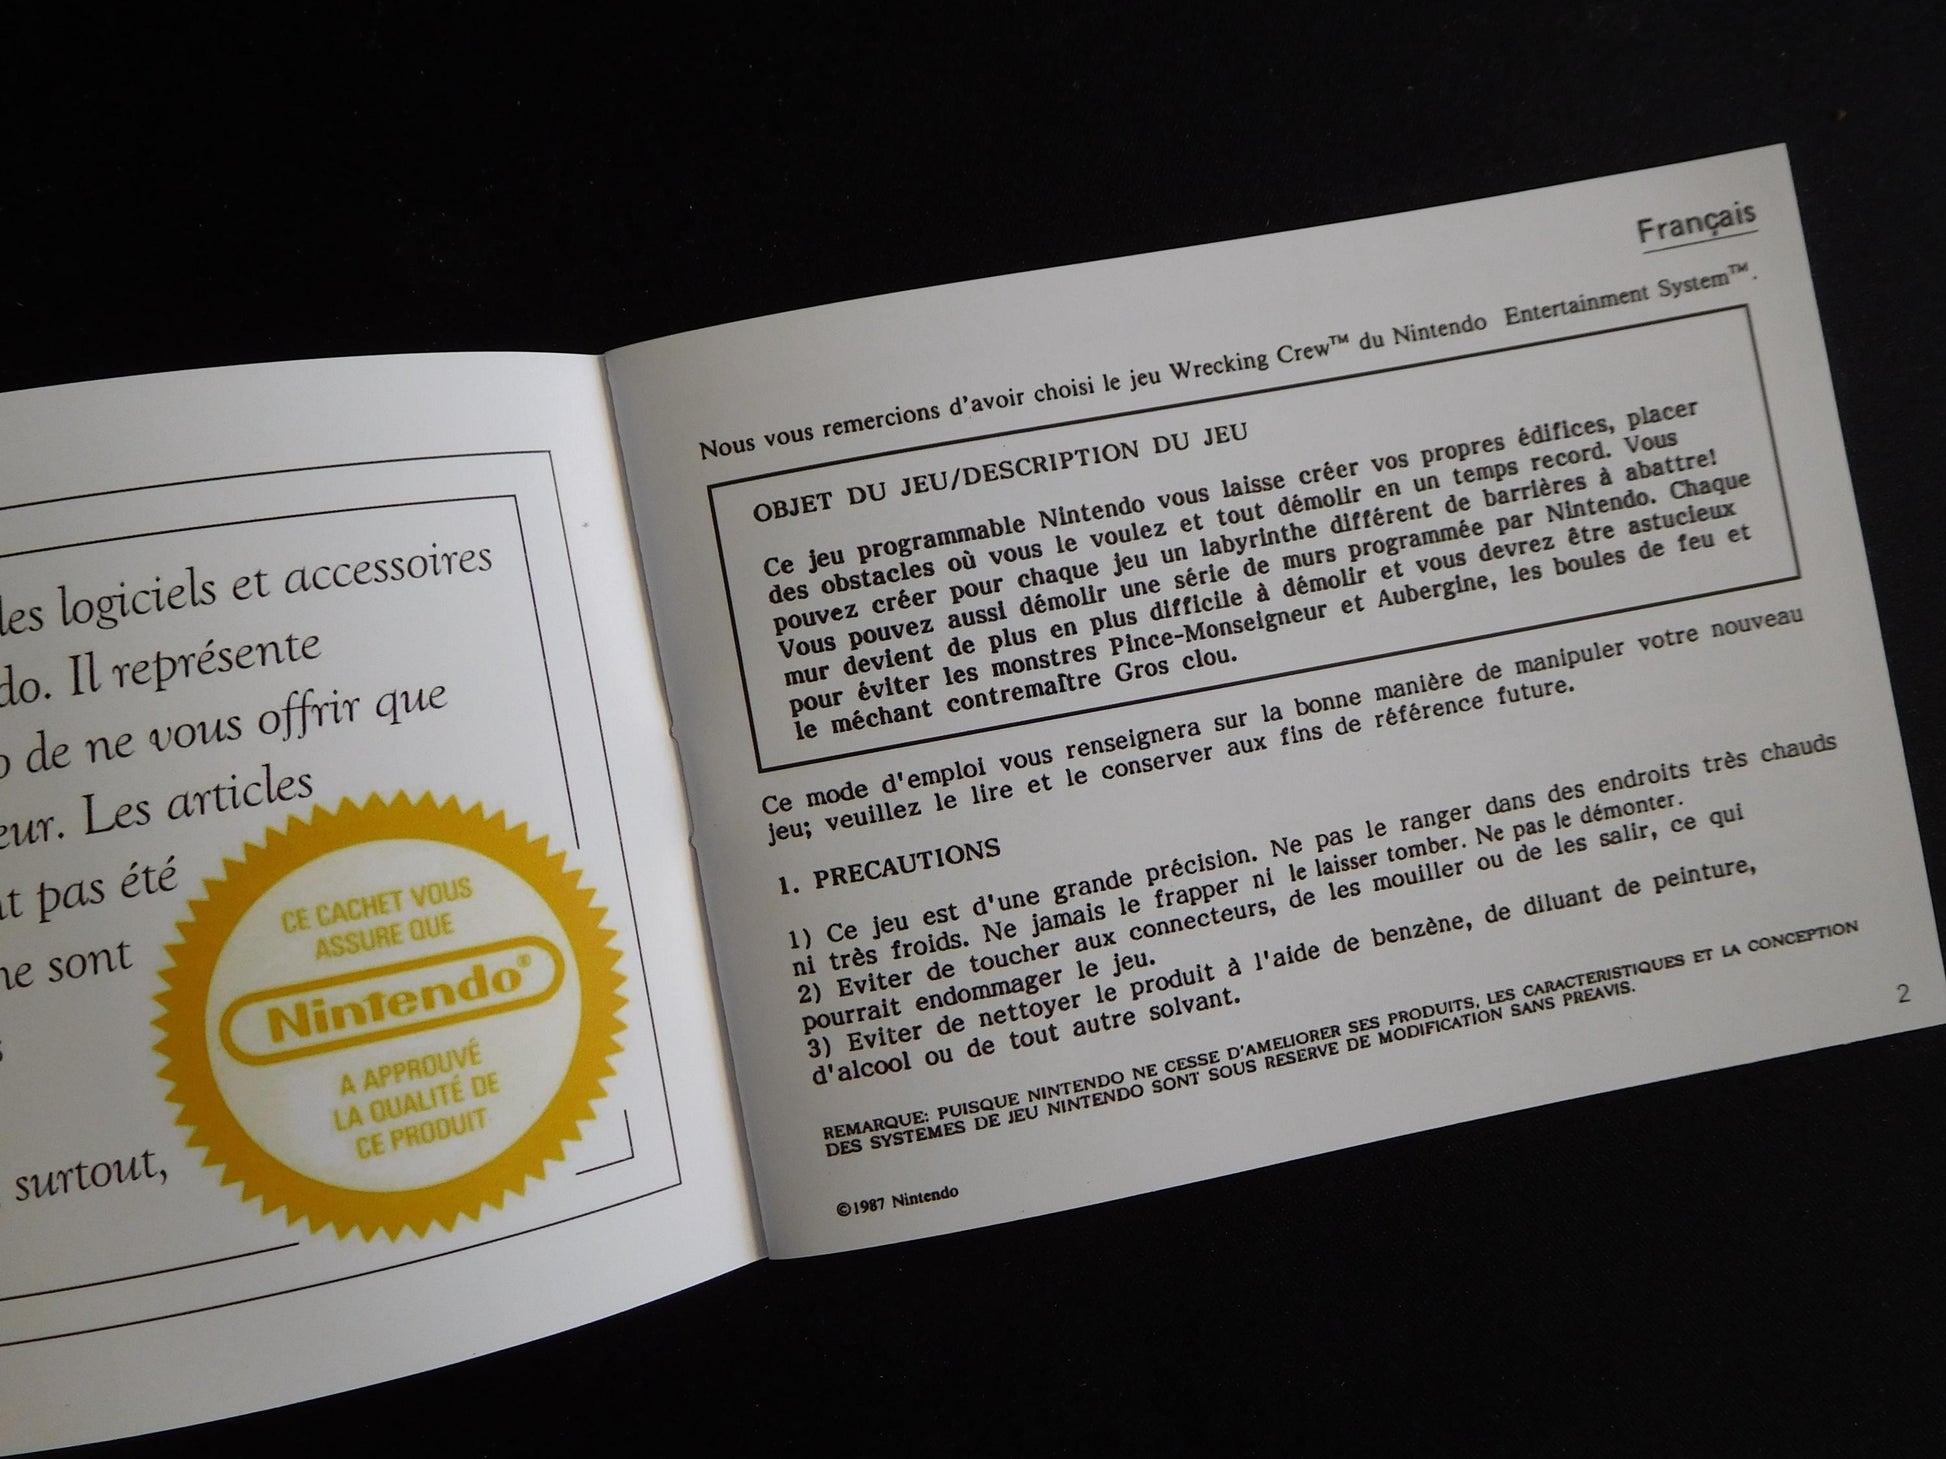 les logiciels et accessoires
do. Il représente
de ne vous offrir que
eur. Les articles
pas été
ne sont
surtout,
CE CACHET VOUS
ASSURE QUE
Nintendo®
A APPROUVÉ
LA QUALITÉ DE
CE PRODUIT
Français
Nous vous remercions d'avoir choisi le jeu Wrecking Crew™ du Nintendo Entertainment System™.
OBJET DU JEU/DESCRIPTION DU JEU
Ce jeu programmable Nintendo vous laisse créer vos propres édifices, placer
des obstacles où vous le voulez et tout démolir en un temps record. Vous
pouvez créer pour chaque jeu un labyrinthe différent de barrières à abattre!
Vous pouvez aussi démolir une série de murs programmée par Nintendo. Chaque
mur devient de plus en plus difficile à démolir et vous devrez être astucieux
pour éviter les monstres Pince-Monseigneur et Aubergine, les boules de feu et
le méchant contremaître Gros clou.
Ce mode d'emploi vous renseignera sur la bonne manière de manipuler votre nouveau
jeu; veuillez le lire et le conserver aux fins de référence future.
1. PRECAUTIONS
1) Ce jeu est d'une grande précision. Ne pas le ranger dans des endroits très chauds
ni très froids. Ne jamais le frapper ni le laisser tomber. Ne pas le démonter.
2) Eviter de toucher aux connecteurs, de les mouiller ou de les salir, ce qui
pourrait endommager le jeu.
3) Eviter de nettoyer le produit à l'aide de benzène, de diluant de peinture,
d'alcool ou de tout autre solvant.
REMARQUE: PUISQUE NINTENDO NE CESSE D'AMELIORER SES PRODUITS, LES CARACTERISTIQUES ET LA CONCEPTION
DES SYSTEMES DE JEU NINTENDO SONT SOUS RESERVE DE MODIFICATION SANS PREAVIS.
2
©1987 Nintendo